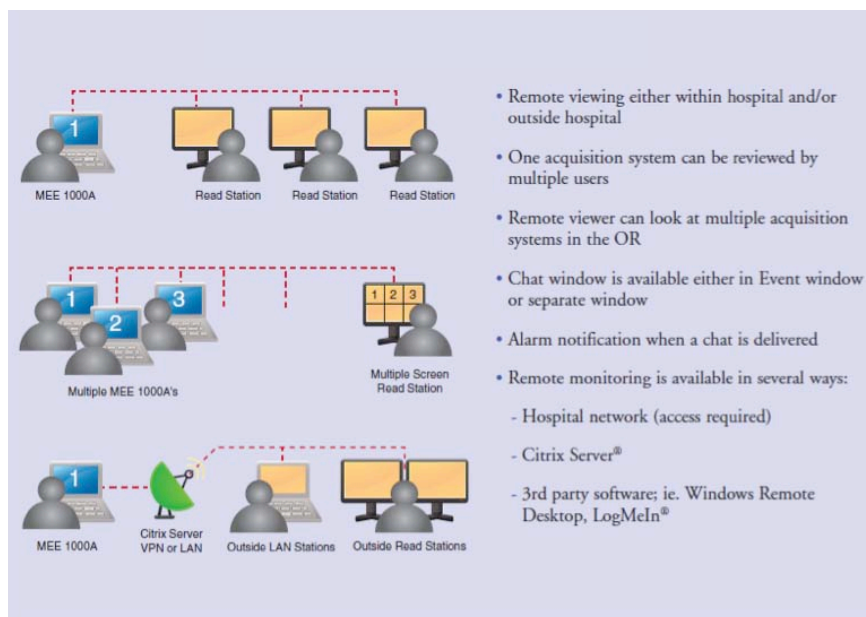 1
MEE 1000A
Read Station
Read Station
Read Station
1
2
3
1 2 3
Multiple MEE 1000A's
Multiple Screen
Read Station
1
MEE 1000A
Citrix Server
VPN or LAN
Outside LAN Stations
Outside Read Stations
• Remote viewing either within hospital and/or
outside hospital
• One acquisition system can be reviewed by
multiple users
• Remote viewer can look at multiple acquisition
systems in the OR
• Chat window is available either in Event window
or separate window
• Alarm notification when a chat is delivered
• Remote monitoring is available in several ways:
- Hospital network (access required)
- Citrix Server®
- 3rd party software; ie. Windows Remote
Desktop, LogMeIn®